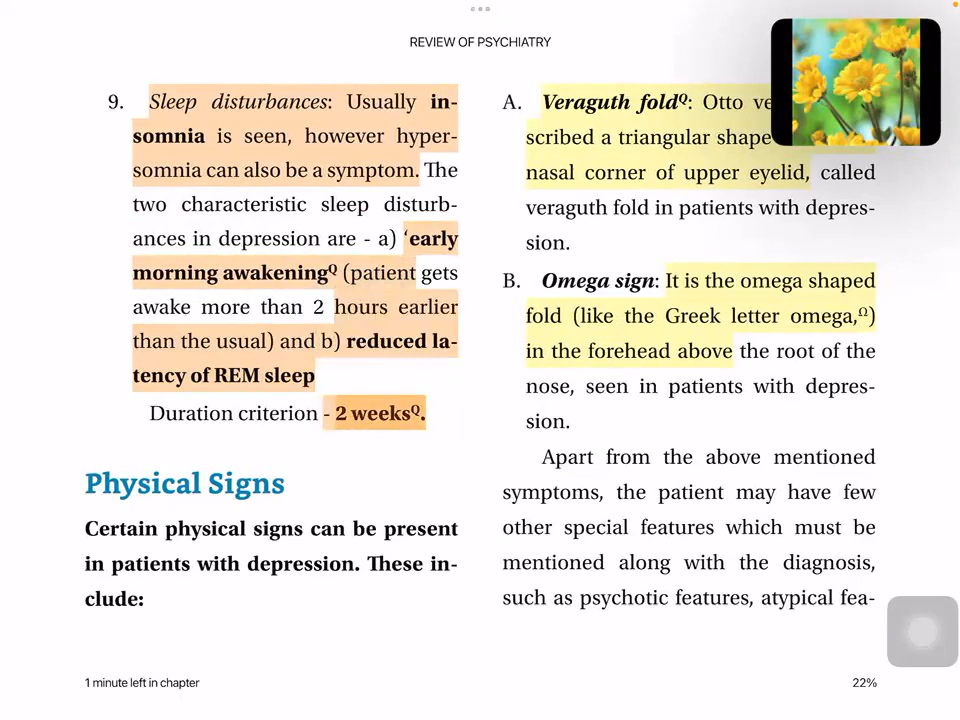 REVIEW OF PSYCHIATRY
9. Sleep disturbances: Usually in-
somnia is seen, however hyper-
somnia can also be a symptom. The
two characteristic sleep disturb-
ances in depression are - a) ‘early
morning awakeningQ (patient gets
awake more than 2 hours earlier
than the usual) and b) reduced la-
tency of REM sleep
Duration criterion - 2 weeksQ.
Physical Signs
Certain physical signs can be present
in patients with depression. These in-
clude:
A. Veraguth foldQ: Otto
scribed a triangular shape
nasal corner of upper eyelid, called
veraguth fold in patients with depres-
sion.
B. Omega sign: It is the omega shaped
fold (like the Greek letter omega,Ω)
in the forehead above the root of the
nose, seen in patients with depres-
sion.
Apart from the above mentioned
symptoms, the patient may have few
other special features which must be
mentioned along with the diagnosis,
such as psychotic features, atypical fea-
1 minute left in chapter
22%